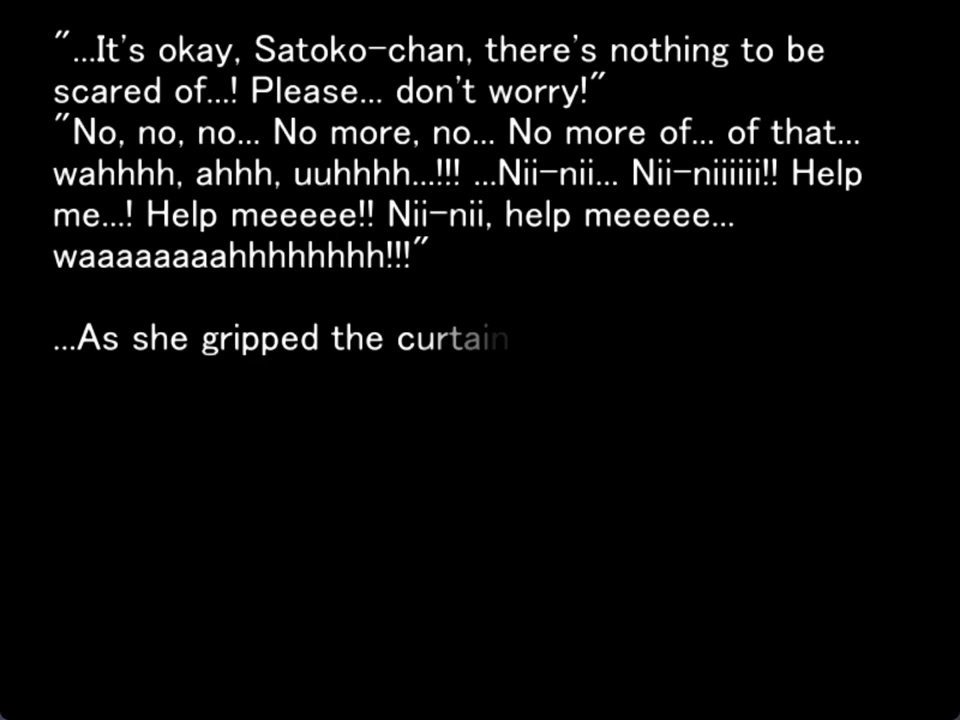 "...It's okay, Satoko-chan, there's nothing to be
scared of...! Please... don't worry!"
"No, no, no... No more, no... No more of... of that...
wahhhh, ahhh, uuhhhh...!!! ...Nii-nii... Nii-niiiiii!! Help
me...! Help meeeee!! Nii-nii, help meeeee...
waaaaaaaahhhhhhhh!!!"
...As she gripped the curtain